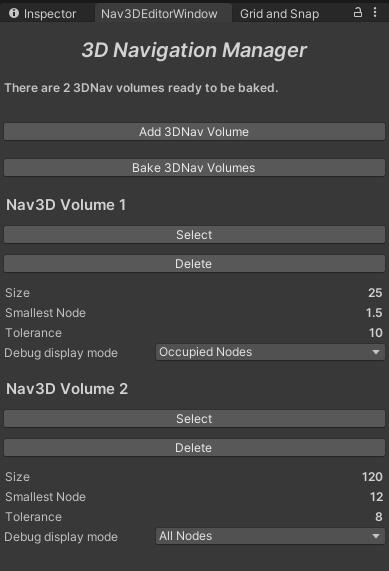 Inspector Nav3DEditorWindow Grid and Snap
3D Navigation Manager
There are 2 3DNav volumes ready to be baked.
Add 3DNav Volume
Bake 3DNav Volumes
Nav3D Volume 1
Select
Delete
Size 25
Smallest Node 1.5
Tolerance 10
Debug display mode Occupied Nodes
Nav3D Volume 2
Select
Delete
Size 120
Smallest Node 12
Tolerance 8
Debug display mode All Nodes